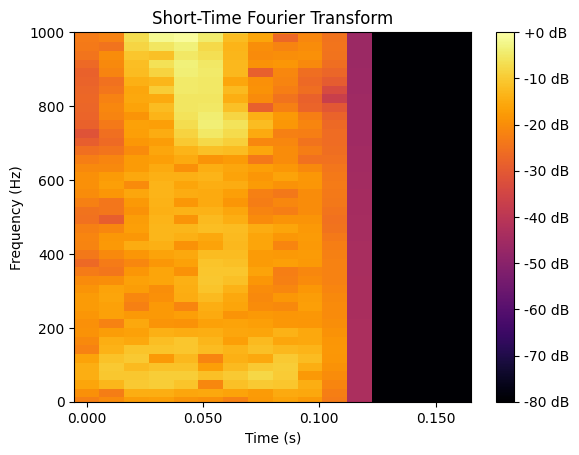 Short-Time Fourier Transform
1000
800
600
400
200
0
Frequency (Hz)
0.000
0.050
0.100
0.150
Time (s)
+0 dB
-10 dB
-20 dB
-30 dB
-40 dB
-50 dB
-60 dB
-70 dB
-80 dB